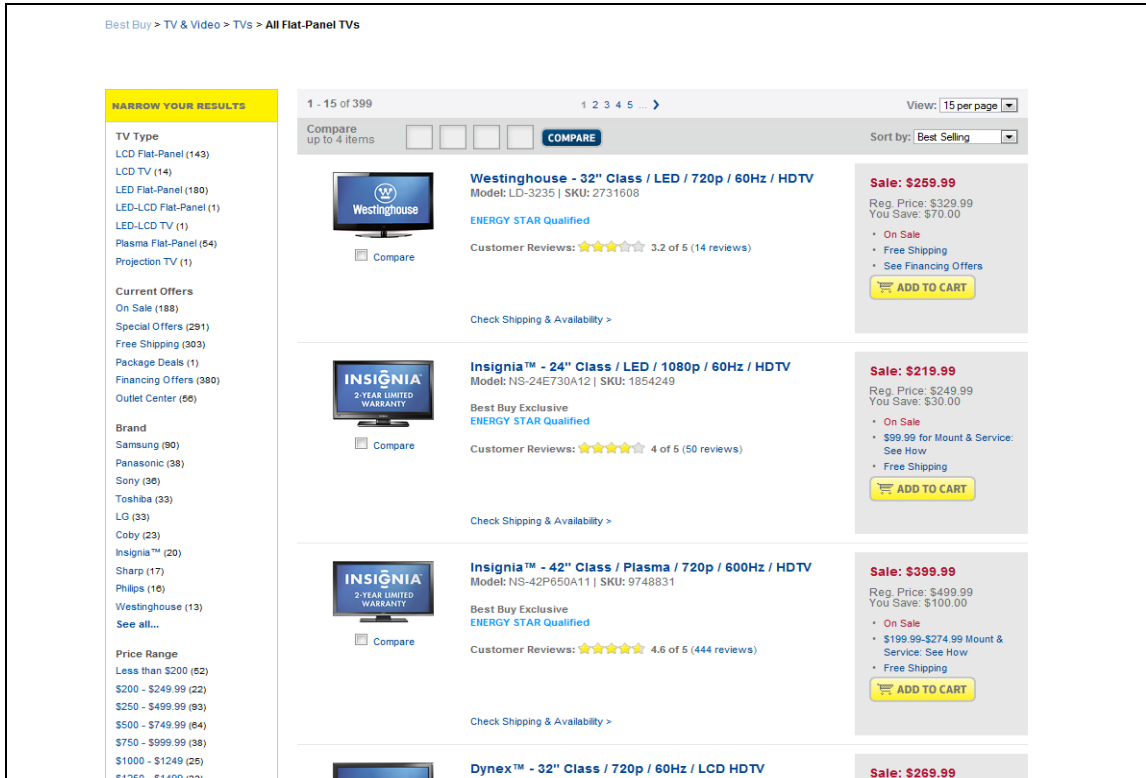 Best Buy > TV & Video > TVs > All Flat-Panel TVs
NARROW YOUR RESULTS
TV Type
LCD Flat-Panel (143)
LCD TV (14)
LED Flat-Panel (180)
LED-LCD Flat-Panel (1)
LED-LCD TV (1)
Plasma Flat-Panel (54)
Projection TV (1)
Current Offers
On Sale (188)
Special Offers (291)
Free Shipping (303)
Package Deals (1)
Financing Offers (380)
Outlet Center (56)
Brand
Samsung (90)
Panasonic (38)
Sony (36)
Toshiba (33)
LG (33)
Coby (23)
Insignia™ (20)
Sharp (17)
Philips (16)
Westinghouse (13)
See all...
Price Range
Less than $200 (52)
$200 - $249.99 (22)
$250 - $499.99 (93)
$500 - $749.99 (64)
$750 - $999.99 (38)
$1000 - $1249 (25)
1 - 15 of 399
1 2 3 4 5 ... >
View: 15 per page
Compare
up to 4 items
COMPARE
Sort by: Best Selling
Westinghouse
Compare
Westinghouse - 32" Class / LED / 720p / 60Hz / HDTV
Model: LD-3235 | SKU: 2731608
ENERGY STAR Qualified
Customer Reviews: 3.2 of 5 (14 reviews)
Check Shipping & Availability >
Sale: $259.99
Reg. Price: $329.99
You Save: $70.00
• On Sale
• Free Shipping
• See Financing Offers
ADD TO CART
INSIGNIA
2-YEAR LIMITED
WARRANTY
Compare
Insignia™ - 24" Class / LED / 1080p / 60Hz / HDTV
Model: NS-24E730A12 | SKU: 1854249
Best Buy Exclusive
ENERGY STAR Qualified
Customer Reviews: 4 of 5 (50 reviews)
Check Shipping & Availability >
Sale: $219.99
Reg. Price: $249.99
You Save: $30.00
• On Sale
• $99.99 for Mount & Service:
See How
• Free Shipping
ADD TO CART
INSIGNIA
2-YEAR LIMITED
WARRANTY
Compare
Insignia™ - 42" Class / Plasma / 720p / 600Hz / HDTV
Model: NS-42P650A11 | SKU: 9748831
Best Buy Exclusive
ENERGY STAR Qualified
Customer Reviews: 4.6 of 5 (444 reviews)
Check Shipping & Availability >
Sale: $399.99
Reg. Price: $499.99
You Save: $100.00
• On Sale
• $199.99-$274.99 Mount &
Service: See How
• Free Shipping
ADD TO CART
Dynex™ - 32" Class / 720p / 60Hz / LCD HDTV
Sale: $269.99